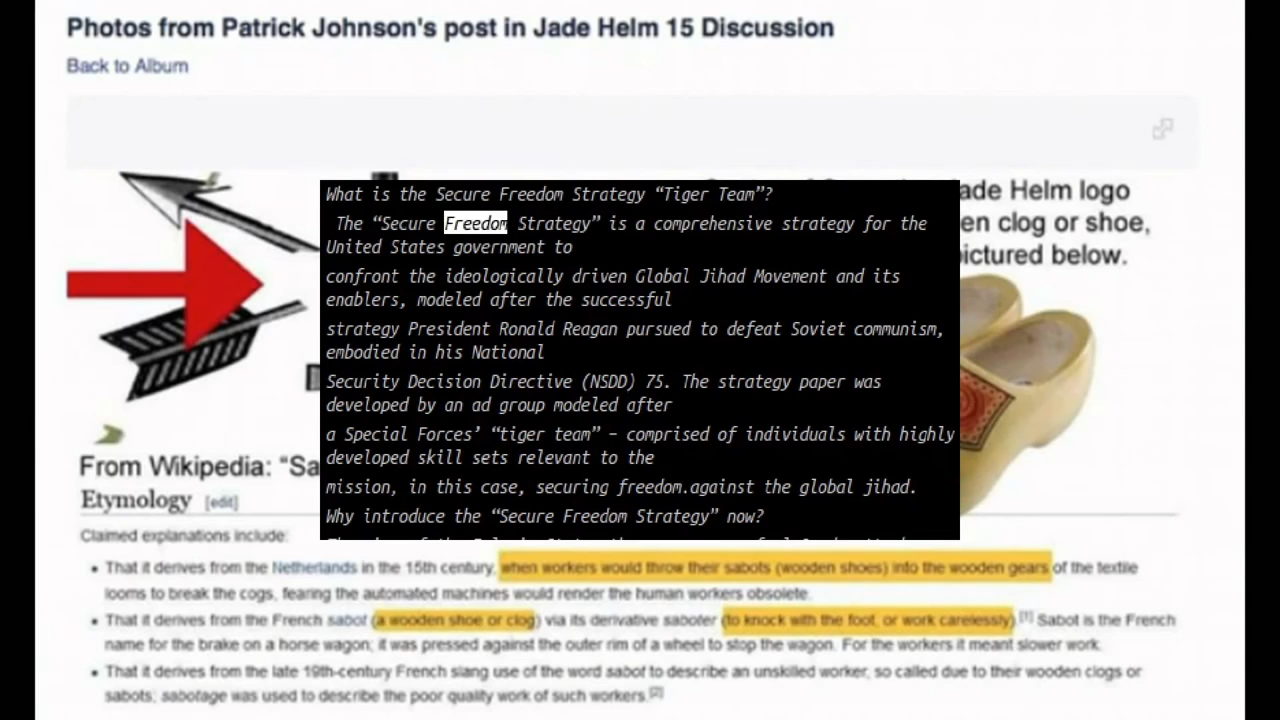 Photos from Patrick Johnson's post in Jade Helm 15 Discussion
Back to Album
ade Helm logo
en clog or shoe,
ictured below.
What is the Secure Freedom Strategy “Tiger Team”?
The “Secure Freedom Strategy” is a comprehensive strategy for the
United States government to
confront the ideologically driven Global Jihad Movement and its
enablers, modeled after the successful
strategy President Ronald Reagan pursued to defeat Soviet communism,
embodied in his National
Security Decision Directive (NSDD) 75. The strategy paper was
developed by an ad group modeled after
a Special Forces’ “tiger team” – comprised of individuals with highly
developed skill sets relevant to the
mission, in this case, securing freedom.against the global jihad.
Why introduce the “Secure Freedom Strategy” now?
From Wikipedia: “Sa
Etymology [edit]
Claimed explanations include:
• That it derives from the Netherlands in the 15th century, when workers would throw their sabots (wooden shoes) into the wooden gears of the textile
looms to break the cogs, fearing the automated machines would render the human workers obsolete.
• That it derives from the French sabot (a wooden shoe or clog) via its derivative saboter (to knock with the foot, or work carelessly).[1] Sabot is the French
name for the brake on a horse wagon; it was pressed against the outer rim of a wheel to stop the wagon. For the workers it meant slower work.
• That it derives from the late 19th-century French slang use of the word sabot to describe an unskilled worker, so called due to their wooden clogs or
sabots; sabotage was used to describe the poor quality work of such workers.[2]